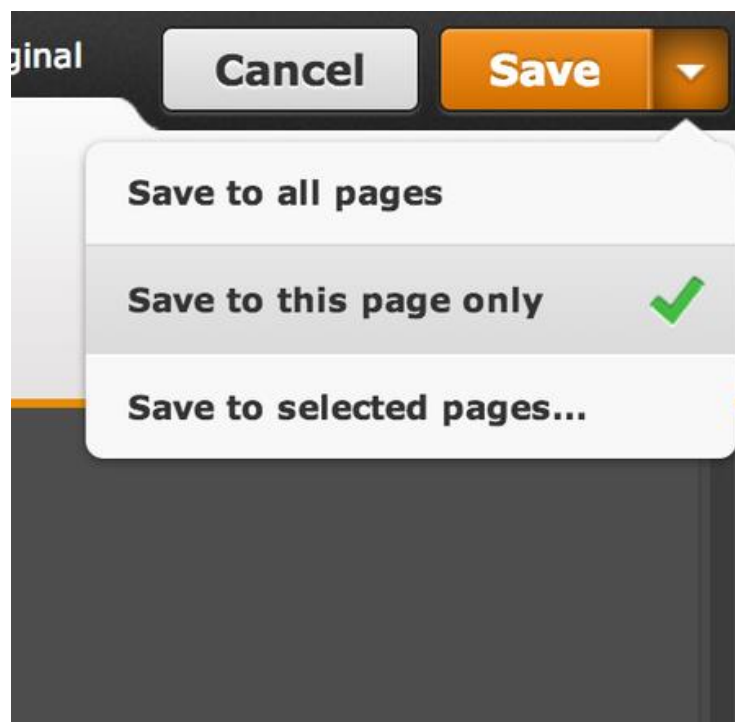 ginal
Cancel
Save
Save to all pages
Save to this page only
Save to selected pages...